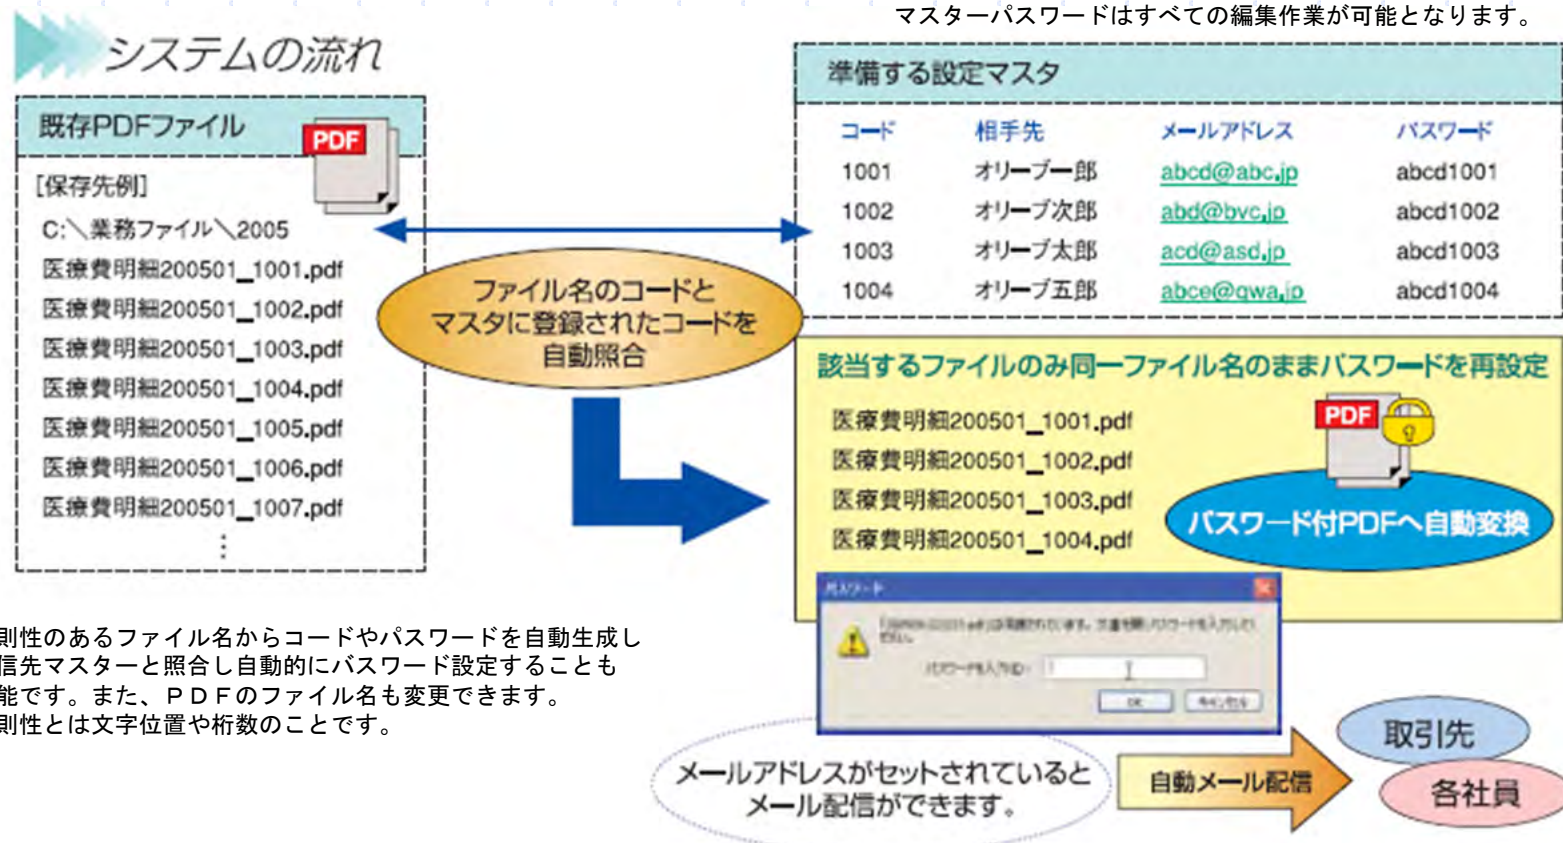 マスターパスワードはすべての編集作業が可能となります。
システムの流れ
既存PDFファイル
PDF
[保存先例]
C:\業務ファイル\2005
医療費明細200501_1001.pdf
医療費明細200501_1002.pdf
医療費明細200501_1003.pdf
医療費明細200501_1004.pdf
医療費明細200501_1005.pdf
医療費明細200501_1006.pdf
医療費明細200501_1007.pdf
⋮
ファイル名のコードと
マスタに登録されたコードを
自動照合
準備する設定マスタ
コード 相手先 メールアドレス パスワード
1001 オリーブ一郎 abcd@abc.jp abcd1001
1002 オリーブ次郎 abd@bvc.jp abcd1002
1003 オリーブ太郎 acd@asd.jp abcd1003
1004 オリーブ五郎 abce@qwa.jp abcd1004
該当するファイルのみ同一ファイル名のままパスワードを再設定
医療費明細200501_1001.pdf
医療費明細200501_1002.pdf
医療費明細200501_1003.pdf
医療費明細200501_1004.pdf
PDF
パスワード付PDFへ自動変換
パスワード
パスワードを入力(E):
OK キャンセル
則性のあるファイル名からコードやパスワードを自動生成し
信先マスターと照合し自動的にパスワード設定することも
能です。また、ＰＤＦのファイル名も変更できます。
則性とは文字位置や桁数のことです。
メールアドレスがセットされていると
メール配信ができます。
自動メール配信
取引先
各社員